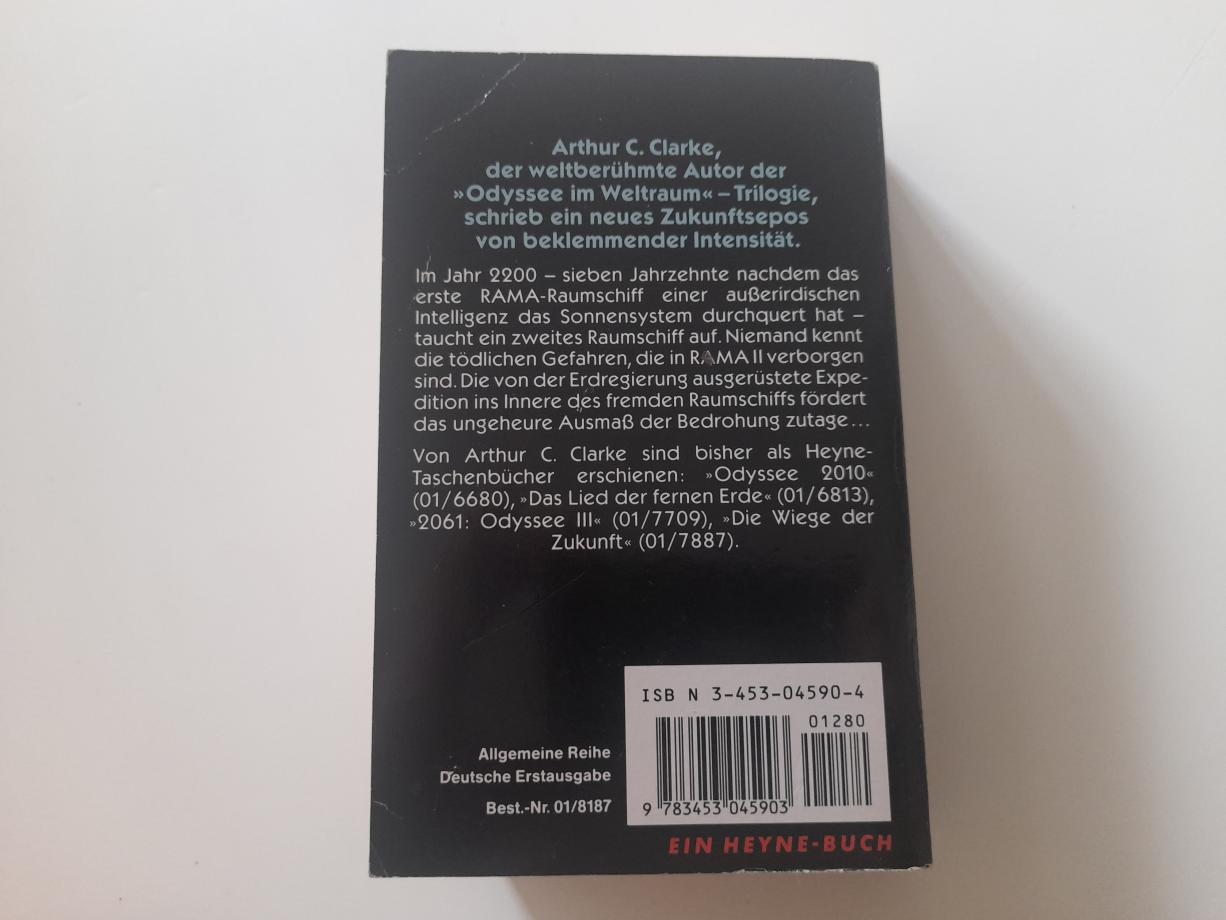 Arthur C. Clarke,
der weltberühmte Autor der
»Odyssee im Weltraum« – Trilogie,
schrieb ein neues Zukunftsepos
von beklemmender Intensität.
Im Jahr 2200 – sieben Jahrzehnte nachdem das
erste RAMA-Raumschiff einer außerirdischen
Intelligenz das Sonnensystem durchquert hat –
taucht ein zweites Raumschiff auf. Niemand kennt
die tödlichen Gefahren, die in RAMA II verborgen
sind. Die von der Erdregierung ausgerüstete Expe-
dition ins Innere des fremden Raumschiffs fördert
das ungeheure Ausmaß der Bedrohung zutage...
Von Arthur C. Clarke sind bisher als Heyne-
Taschenbücher erschienen: »Odyssee 2010«
(01/6680), »Das Lied der fernen Erde« (01/6813),
»2061: Odyssee III« (01/7709), »Die Wiege der
Zukunft« (01/7887).
ISB N 3-453-04590-4
01280
Allgemeine Reihe
Deutsche Erstausgabe
Best.-Nr. 01/8187
9 783453 045903
EIN HEYNE-BUCH